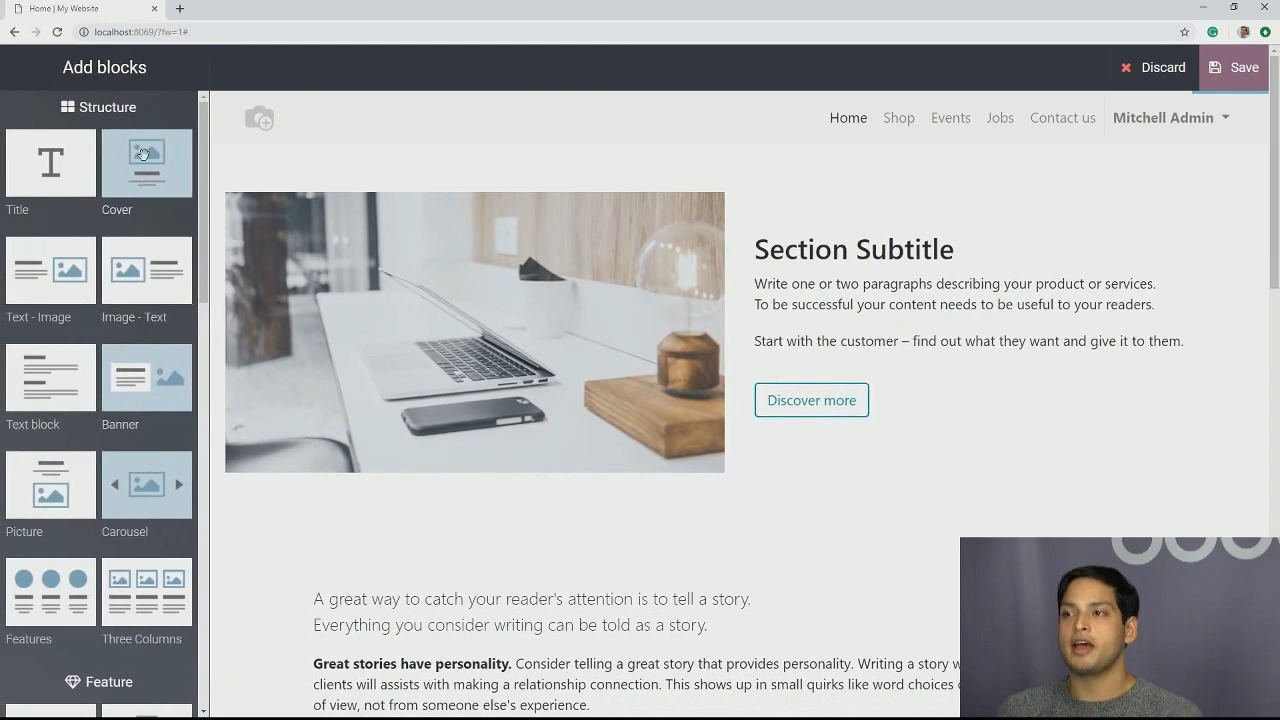 Home | My Website
localhost:8069/?fw=1#
Add blocks
Discard
Save
Structure
Home Shop Events Jobs Contact us Mitchell Admin
T
Title
Cover
Text - Image
Image - Text
Text block
Banner
Picture
Carousel
Features
Three Columns
Feature
Section Subtitle
Write one or two paragraphs describing your product or services.
To be successful your content needs to be useful to your readers.
Start with the customer – find out what they want and give it to them.
Discover more
A great way to catch your reader's attention is to tell a story.
Everything you consider writing can be told as a story.
Great stories have personality. Consider telling a great story that provides personality. Writing a story w
clients will assists with making a relationship connection. This shows up in small quirks like word choices
of view, not from someone else's experience.